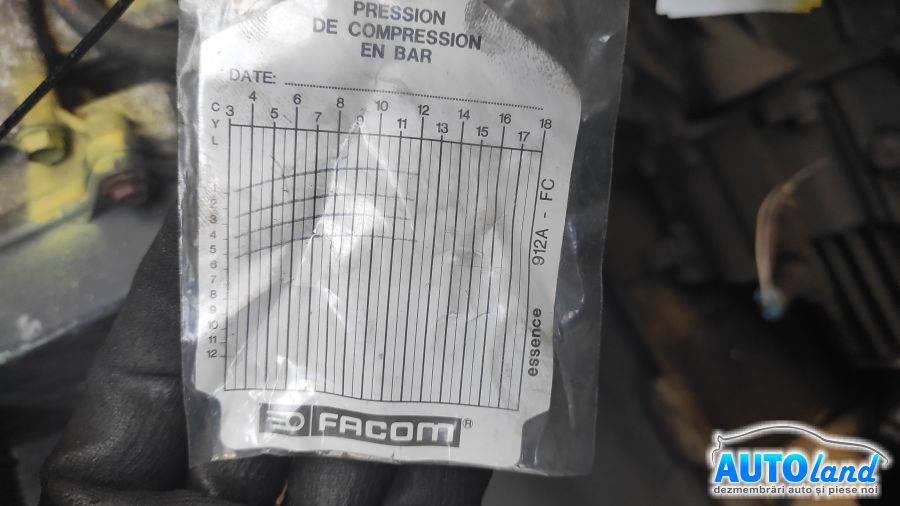 PRESSION
DE COMPRESSION
EN BAR
DATE:
4 6 8 10 12 14 16 18
3 5 7 9 11 13 15 17
C
Y
L
1
2
3
4
5
6
7
8
9
10
11
12
912A - FC
essence
FACOM®
AUTOland
dezmembrări auto și piese noi